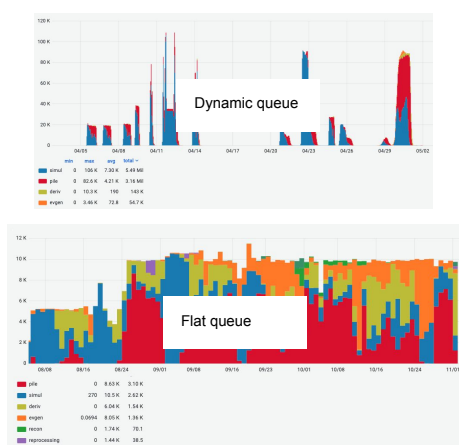 120 K
100 K
80 K
60 K
40 K
20 K
0
Dynamic queue
04/05 04/08 04/11 04/14 04/17 04/20 04/23 04/26 04/29 05/02
min max avg total
simul 0 106 K 7.30 K 5.49 Mil
pile 0 82.6 K 4.21 K 3.16 Mil
deriv 0 10.3 K 190 143 K
evgen 0 3.46 K 72.8 54.7 K
12 K
10 K
8 K
6 K
4 K
2 K
0
Flat queue
08/08 08/16 08/24 09/01 09/08 09/16 09/23 10/01 10/08 10/16 10/24 11/01
pile 0 8.63 K 3.10 K
simul 270 10.5 K 2.62 K
deriv 0 6.04 K 1.54 K
evgen 0.0694 8.05 K 1.36 K
recon 0 1.74 K 70.1
reprocessing 0 1.44 K 38.5